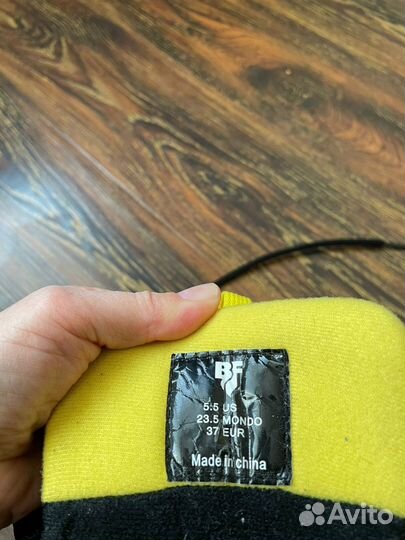 BF
5.5 US
23.5 MONDO
37 EUR
Made in china
Avito